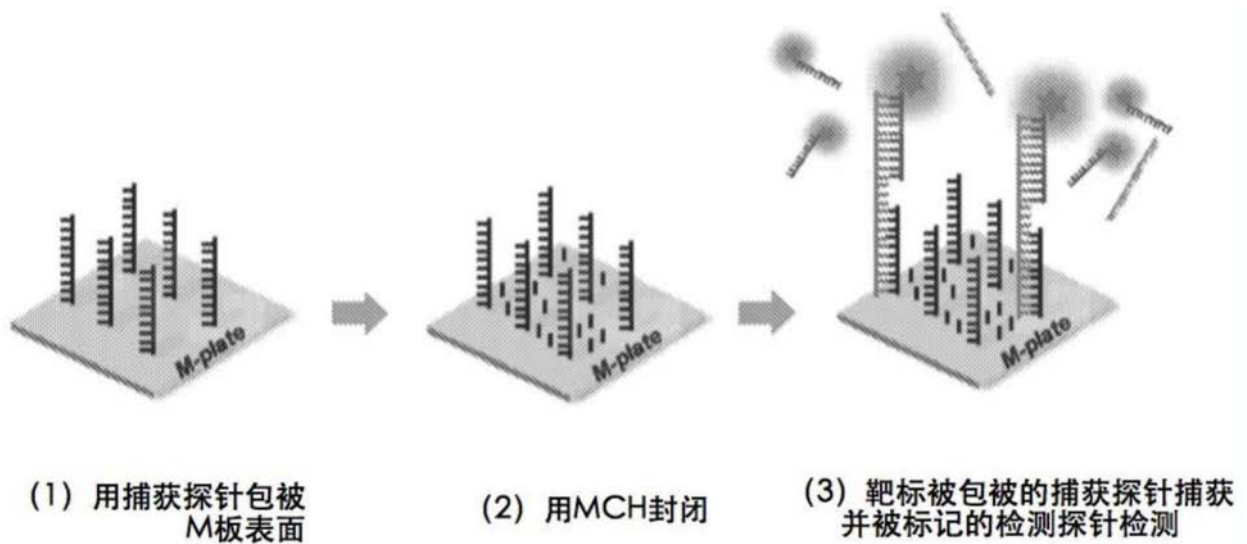 M-plate
M-plate
M-plate
(1) 用捕获探针包被
M板表面
(2) 用MCH封闭
(3) 靶标被包被的捕获探针捕获
并被标记的检测探针检测